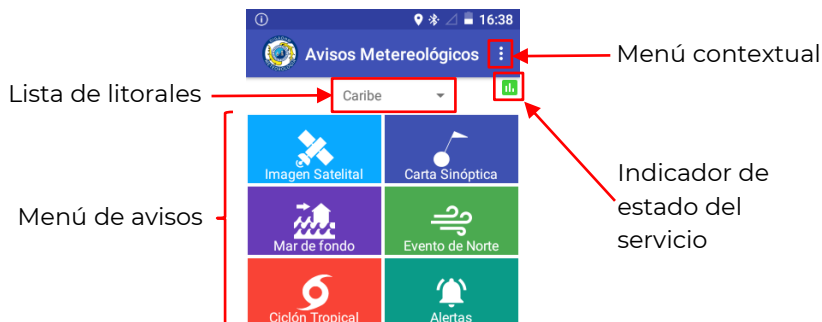 16:38
Avisos Metereológicos
Menú contextual
Lista de litorales
Caribe
Imagen Satelital
Carta Sinóptica
Indicador de
estado del
servicio
Menú de avisos
Mar de fondo
Evento de Norte
Ciclón Tropical
Alertas